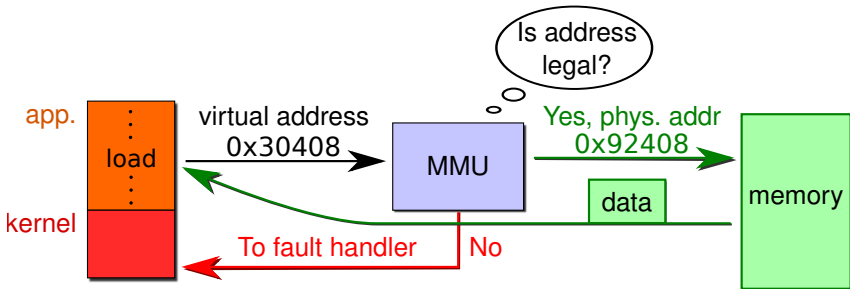 Is address
legal?
app.
virtual address
0x30408
Yes, phys. addr
0x92408
load
MMU
data
memory
kernel
To fault handler
No